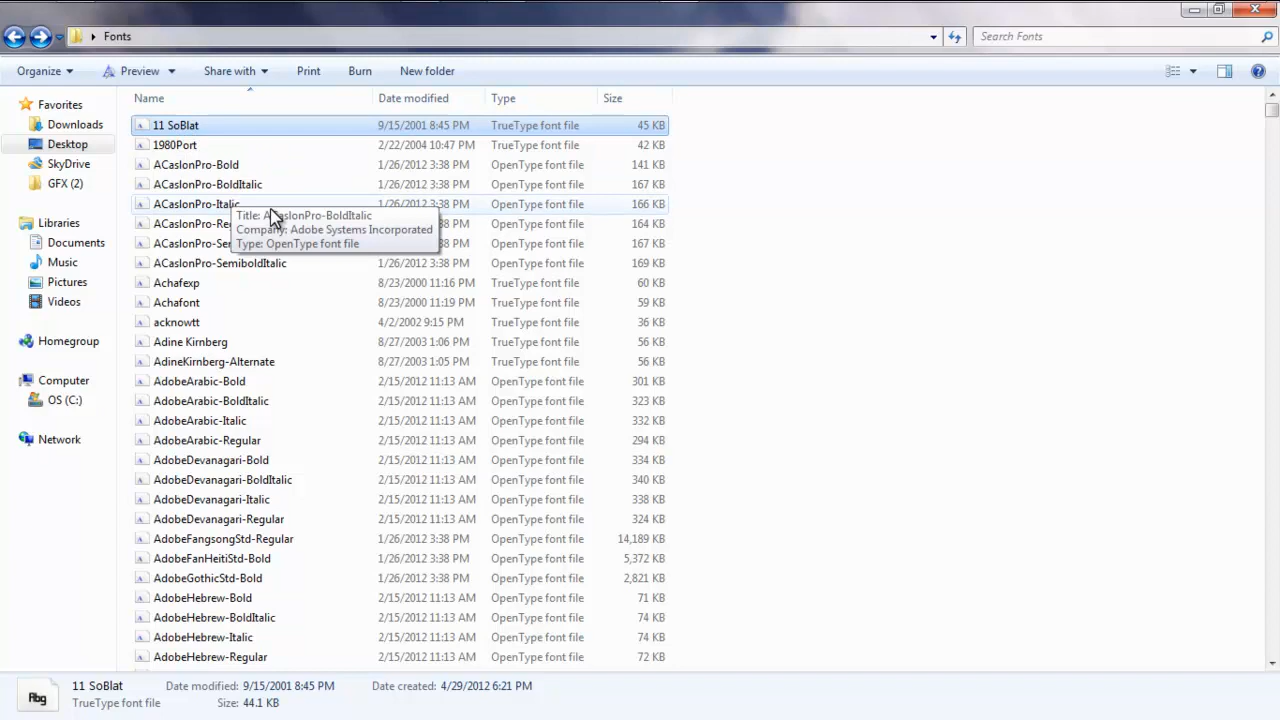 Fonts
Search Fonts
Organize Preview Share with Print Burn New folder
Name Date modified Type Size
Favorites
Downloads
Desktop
SkyDrive
GFX (2)
Libraries
Documents
Music
Pictures
Videos
Homegroup
Computer
OS (C:)
Network
11 SoBlat 9/15/2001 8:45 PM TrueType font file 45 KB
1980Port 2/22/2004 10:47 PM TrueType font file 42 KB
ACaslonPro-Bold 1/26/2012 3:38 PM OpenType font file 141 KB
ACaslonPro-BoldItalic 1/26/2012 3:38 PM OpenType font file 167 KB
ACaslonPro-Italic 1/26/2012 3:38 PM OpenType font file 166 KB
ACaslonPro-Re :38 PM OpenType font file 164 KB
ACaslonPro-Sem :38 PM OpenType font file 167 KB
Title: ACaslonPro-BoldItalic
Company: Adobe Systems Incorporated
Type: OpenType font file
ACaslonPro-SemiboldItalic 1/26/2012 3:38 PM OpenType font file 169 KB
Achafexp 8/23/2000 11:16 PM TrueType font file 60 KB
Achafont 8/23/2000 11:19 PM TrueType font file 59 KB
acknowtt 4/2/2002 9:15 PM TrueType font file 36 KB
Adine Kirnberg 8/27/2003 1:06 PM TrueType font file 56 KB
AdineKirnberg-Alternate 8/27/2003 1:05 PM TrueType font file 56 KB
AdobeArabic-Bold 2/15/2012 11:13 AM OpenType font file 301 KB
AdobeArabic-BoldItalic 2/15/2012 11:13 AM OpenType font file 323 KB
AdobeArabic-Italic 2/15/2012 11:13 AM OpenType font file 332 KB
AdobeArabic-Regular 2/15/2012 11:13 AM OpenType font file 294 KB
AdobeDevanagari-Bold 2/15/2012 11:13 AM OpenType font file 334 KB
AdobeDevanagari-BoldItalic 2/15/2012 11:13 AM OpenType font file 340 KB
AdobeDevanagari-Italic 2/15/2012 11:13 AM OpenType font file 338 KB
AdobeDevanagari-Regular 2/15/2012 11:13 AM OpenType font file 324 KB
AdobeFangsongStd-Regular 1/26/2012 3:38 PM OpenType font file 14,189 KB
AdobeFanHeitiStd-Bold 1/26/2012 3:38 PM OpenType font file 5,372 KB
AdobeGothicStd-Bold 1/26/2012 3:38 PM OpenType font file 2,821 KB
AdobeHebrew-Bold 2/15/2012 11:13 AM OpenType font file 71 KB
AdobeHebrew-BoldItalic 2/15/2012 11:13 AM OpenType font file 74 KB
AdobeHebrew-Italic 2/15/2012 11:13 AM OpenType font file 74 KB
AdobeHebrew-Regular 2/15/2012 11:13 AM OpenType font file 72 KB
Abg
11 SoBlat Date modified: 9/15/2001 8:45 PM Date created: 4/29/2012 6:21 PM
TrueType font file Size: 44.1 KB